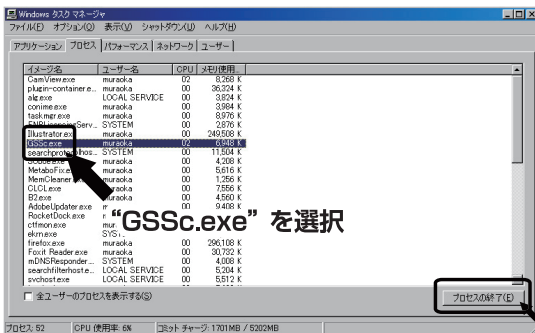 Windows タスク マネージャ
ファイル(F) オプション(O) 表示(V) シャットダウン(U) ヘルプ(H)
アプリケーション プロセス パフォーマンス ネットワーク ユーザー
イメージ名 ユーザー名 CPU メモリ使用...
CamView.exe muraoka 02 8,268 K
plugin-container.e... muraoka 00 36,324 K
alg.exe LOCAL SERVICE 00 3,824 K
conime.exe muraoka 00 3,984 K
taskmgr.exe muraoka 00 8,976 K
SYSTEM 00 2,876 K
Illustrator.exe muraoka 00 249,508 K
GSSc.exe muraoka 02 6,948 K
searchprotocolhos... SYSTEM 00 11,504 K
muraoka 00 4,208 K
MetaboFix.e muraoka 00 5,616 K
MemCleaner muraoka 00 1,256 K
CLCL.exe muraoka 00 7,556 K
B2.exe muraoka 00 4,560 K
AdobeUpdater.exe 00 9,408 K
RocketDock.exe
ctfmon.exe
ekrn.exe
“GSSc.exe”を選択
firefox.exe muraoka 00 296,108 K
Foxit Reader.exe muraoka 00 30,732 K
mDNSResponder... SYSTEM 00 4,008 K
searchfilterhost.e... LOCAL SERVICE 00 5,204 K
svchost.exe LOCAL SERVICE 00 5,512 K
全ユーザーのプロセスを表示する(S)
プロセスの終了(E)
プロセス: 52 CPU 使用率: 6% コミット チャージ: 1701MB / 5202MB